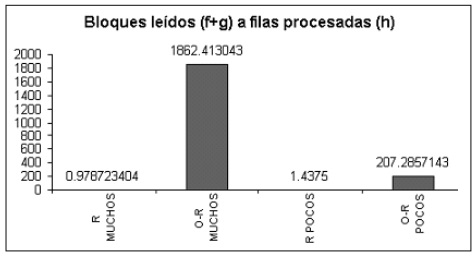 Bloques leídos (f+g) a filas procesadas (h)
2000
1800
1600
1400
1200
1000
800
600
400
200
0
0.978723404
1862.413043
1.4375
207.2857143
R
MUCHOS
O-R
MUCHOS
R POCOS
O-R
POCOS